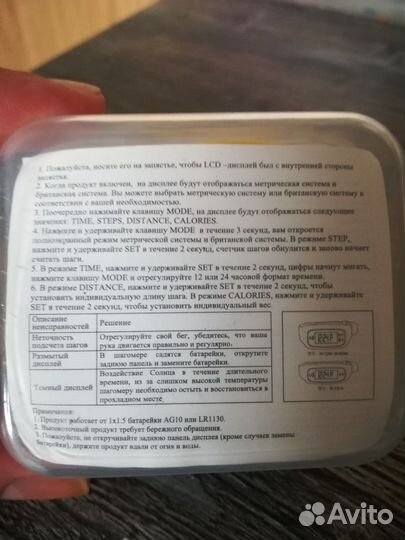 1. Пожалуйста, носите его на запястье, чтобы LCD –дисплей был с внутренней стороны
запястья.
2. Когда продукт включен, на дисплее будут отображаться метрическая система и
британская система. Вы можете выбрать метрическую систему или британскую систему в
соответствии с вашей необходимостью.
3. Поочередно нажимайте клавишу MODE, на дисплее будут отображаться следующие
значения: TIME, STEPS, DISTANCE, CALORIES.
4. Нажмите и удерживайте клавишу MODE в течение 3 секунд, вам откроется
полноэкранный режим метрической и британской системы. В режиме STEP,
нажмите и удерживайте SET в течение 2 секунд, счетчик шагов обнулится и заново начнет
считать шаги.
5. В режиме TIME, нажмите и удерживайте SET в течение 2 секунд, цифры начнут мигать,
нажмите клавишу MODE и отрегулируйте 12 или 24 часовой формат времени.
6. В режиме DISTANCE, нажмите и удерживайте SET в течение 2 секунд, чтобы
установить индивидуальную длину шага. В режиме CALORIES, нажмите и удерживайте
SET в течение 2 секунд, чтобы установить индивидуальный вес.
Описание неисправностей Решение
Неточность подсчета шагов Отрегулируйте свой бег, убедитесь, что ваша
рука двигается правильно и регулярно.
Размытый дисплей В шагомере садятся батарейки, открутите
заднюю панель и замените батарейки.
Темный дисплей Воздействие Солнца в течение длительного
времени, из за слишком высокой температуры
шагомеру необходимо остыть и восстановиться в
прохладном месте.
Примечания:
1. Продукт работает от 1х1.5 батарейки AG10 или LR1130.
2. Высокоточный продукт требует бережного обращения.
3. Пожалуйста, не откручивайте заднюю панель дисплея (кроме случаев замены
батарейки), держите продукт вдали от огня и воды.
Avito